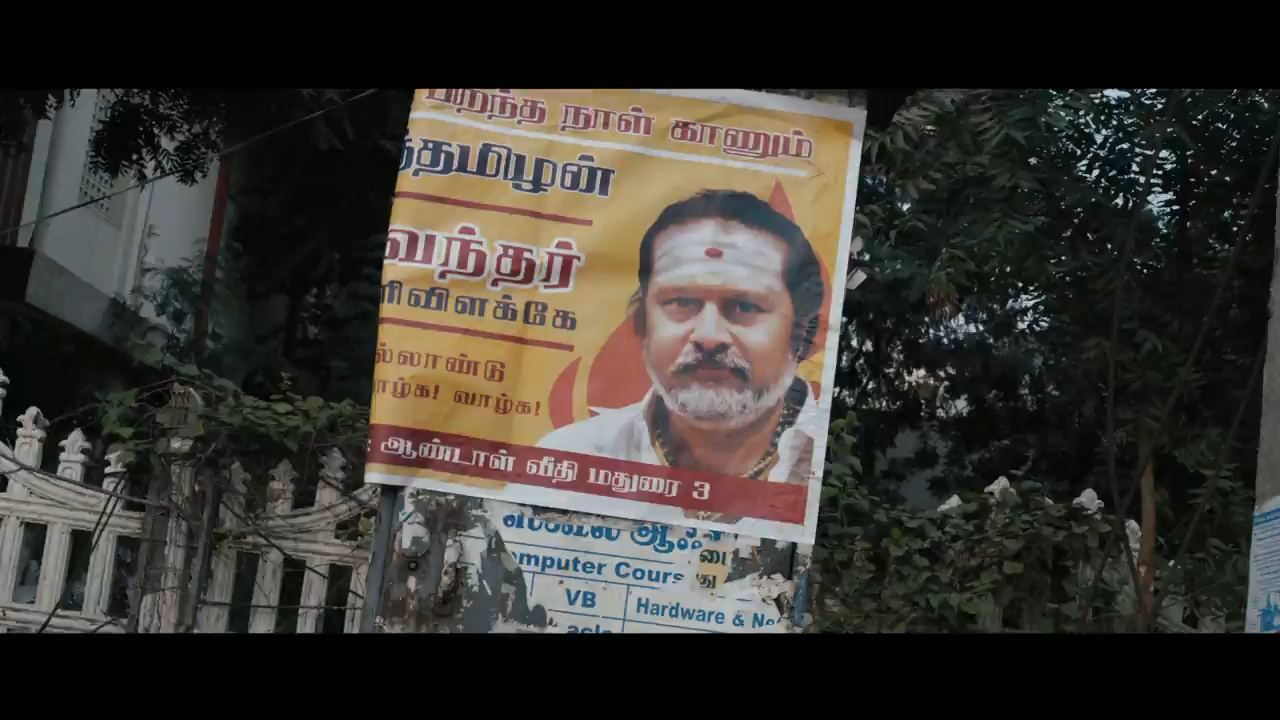 பிறந்த நாள் காணும்
த்தமிழன்
வந்தர்
ரிவிளக்கே
ல்லாண்டு
ாழ்க! வாழ்க!
ஆண்டாள் வீதி மதுரை 3
omputer Cours
VB
Hardware & Ne